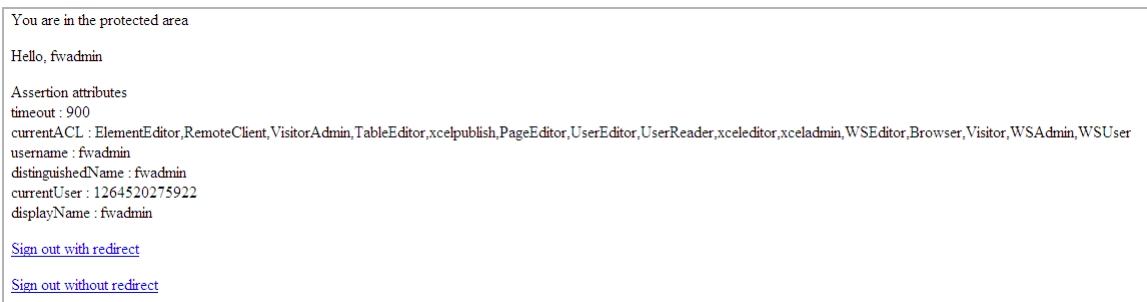 You are in the protected area
Hello, fwadmin
Assertion attributes
timeout : 900
currentACL : ElementEditor,RemoteClient,VisitorAdmin,TableEditor,xcelpublish,PageEditor,UserEditor,UserReader,xceleditor,xceladmin,WSEditor,Browser,Visitor,WSAdmin,WSUser
username : fwadmin
distinguishedName : fwadmin
currentUser : 1264520275922
displayName : fwadmin
Sign out with redirect
Sign out without redirect